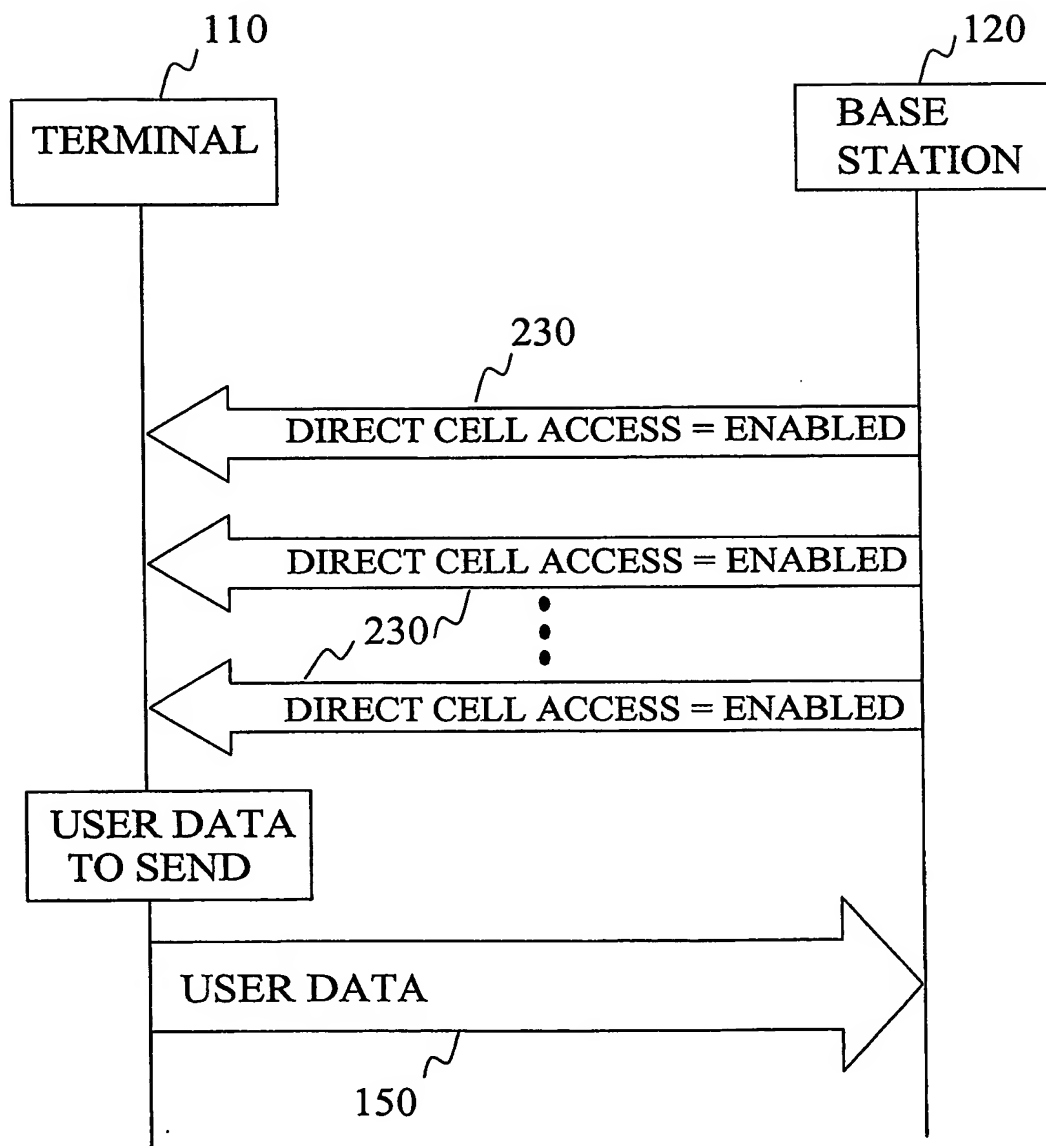 110
120
TERMINAL
BASE
STATION
230
DIRECT CELL ACCESS = ENABLED
DIRECT CELL ACCESS = ENABLED
230
DIRECT CELL ACCESS = ENABLED
USER DATA
TO SEND
USER DATA
150